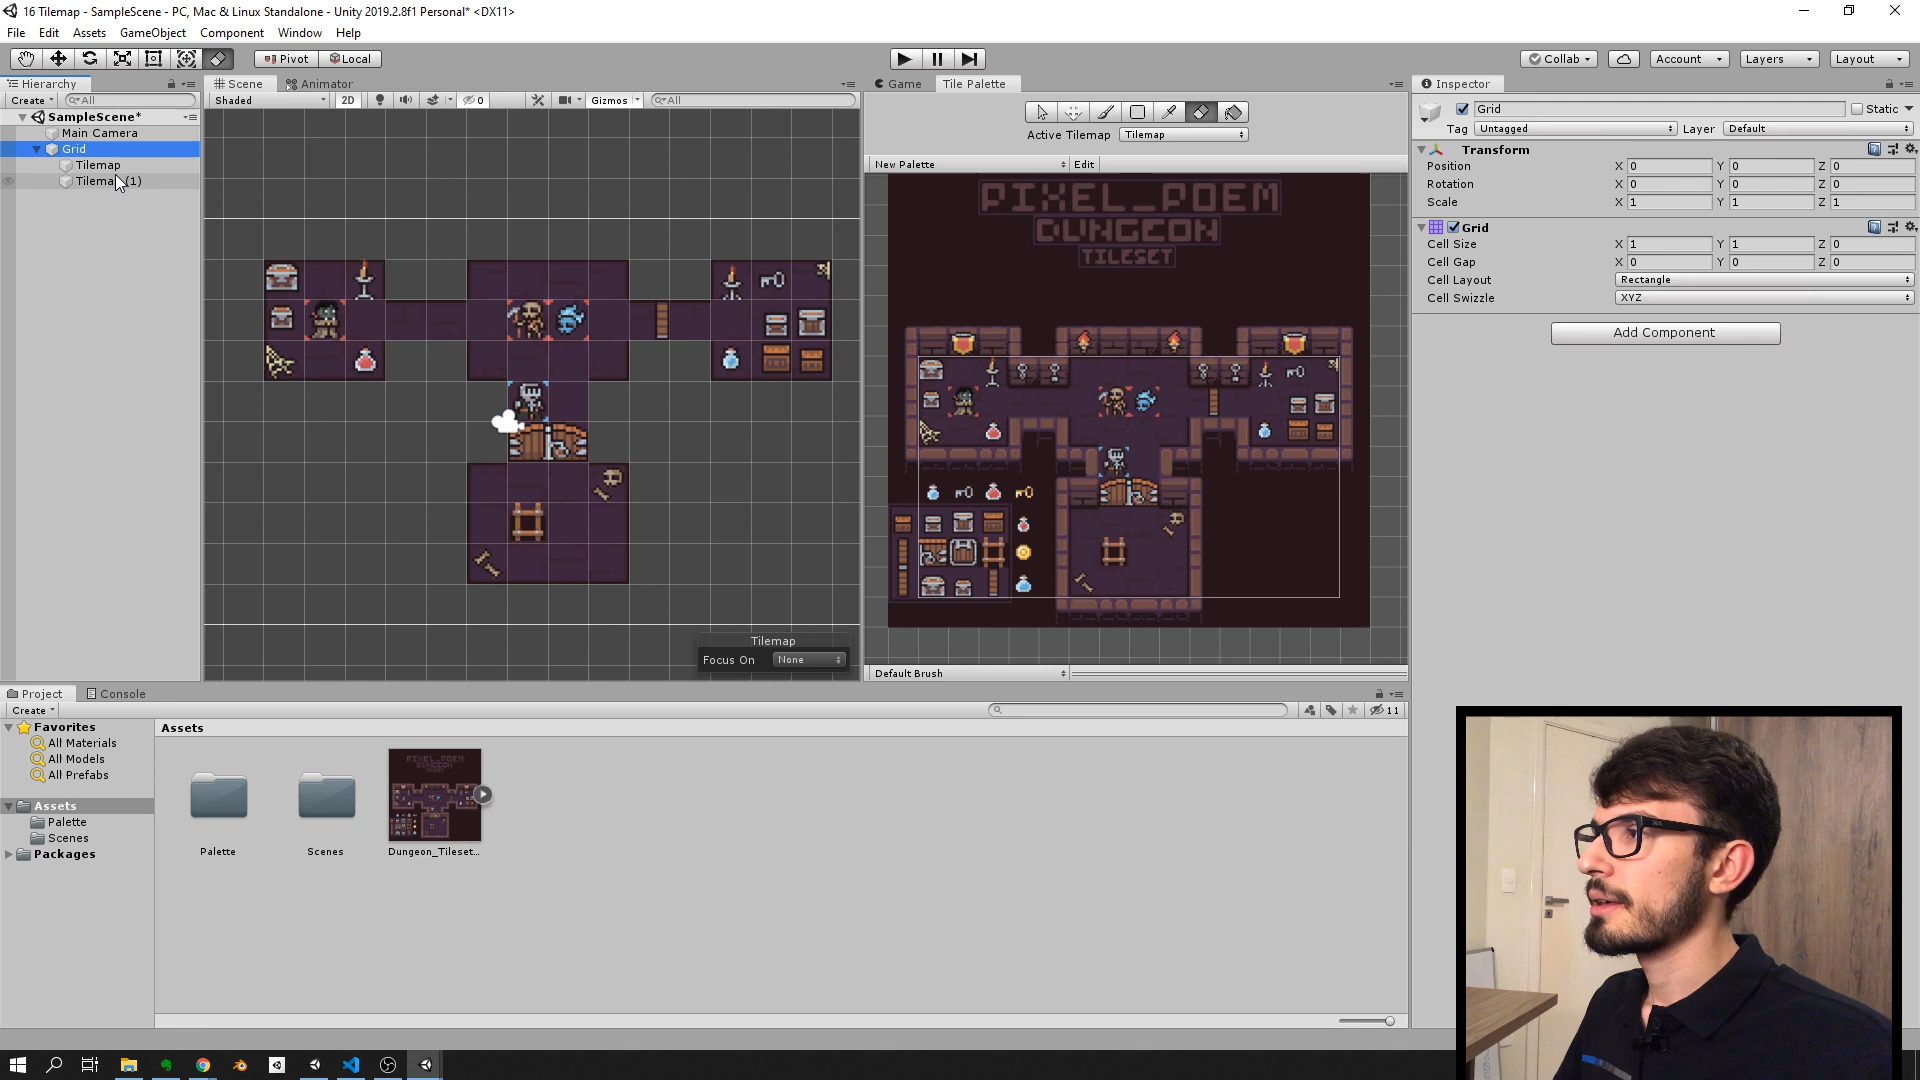 16 Tilemap - SampleScene - PC, Mac & Linux Standalone - Unity 2019.2.8f1 Personal* <DX11>
File Edit Assets GameObject Component Window Help
Pivot Local
Collab Account Layers Layout
Hierarchy
Create All
SampleScene*
Main Camera
Grid
Tilemap
Tilemap (1)
Scene Animator
Shaded 2D 0 Gizmos All
Tilemap
Focus On None
Game Tile Palette
Active Tilemap Tilemap
New Palette Edit
PIXEL_POEM
DUNGEON
TILESET
Default Brush
Inspector
Grid Static
Tag Untagged Layer Default
Transform
Position X 0 Y 0 Z 0
Rotation X 0 Y 0 Z 0
Scale X 1 Y 1 Z 1
Grid
Cell Size X 1 Y 1 Z 0
Cell Gap X 0 Y 0 Z 0
Cell Layout Rectangle
Cell Swizzle XYZ
Add Component
Project Console
Create 11
Favorites
All Materials
All Models
All Prefabs
Assets
Palette
Scenes
Packages
Assets
Palette
Scenes
Dungeon_Tileset...